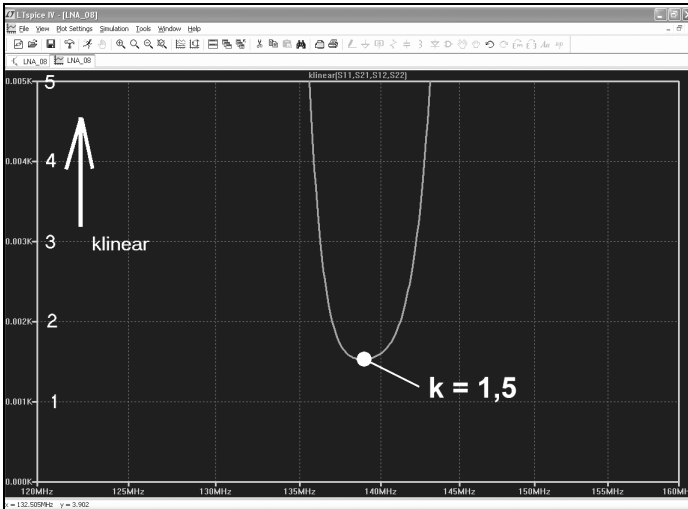 LTspice IV - [LNA_08]
File View Plot Settings Simulation Tools Window Help
LNA_08 LNA_08
klinear(S11,S21,S12,S22)
0.005K 5
0.004K 4
0.003K 3
klinear
0.002K 2
k = 1,5
0.001K 1
0.000K
120MHz 125MHz 130MHz 135MHz 140MHz 145MHz 150MHz 155MHz 160MH
x = 132.505MHz y = 3.902